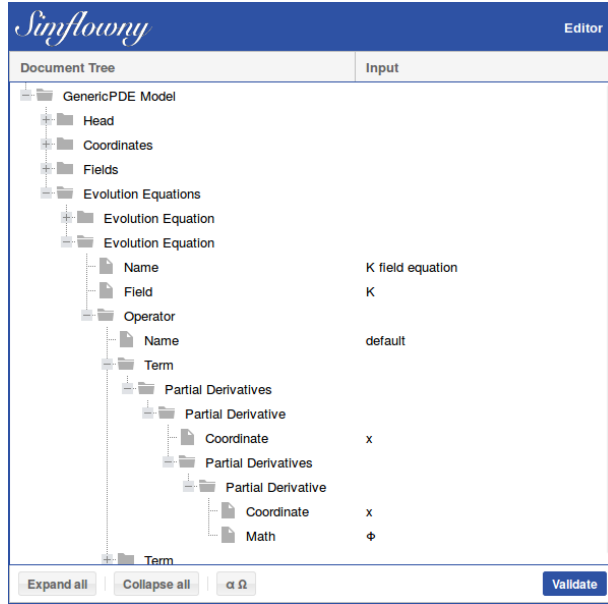 Simflowny Editor
Document Tree Input
GenericPDE Model
Head
Coordinates
Fields
Evolution Equations
Evolution Equation
Evolution Equation
Name K field equation
Field K
Operator
Name default
Term
Partial Derivatives
Partial Derivative
Coordinate x
Partial Derivatives
Partial Derivative
Coordinate x
Math Φ
Term
Expand all Collapse all α Ω Validate